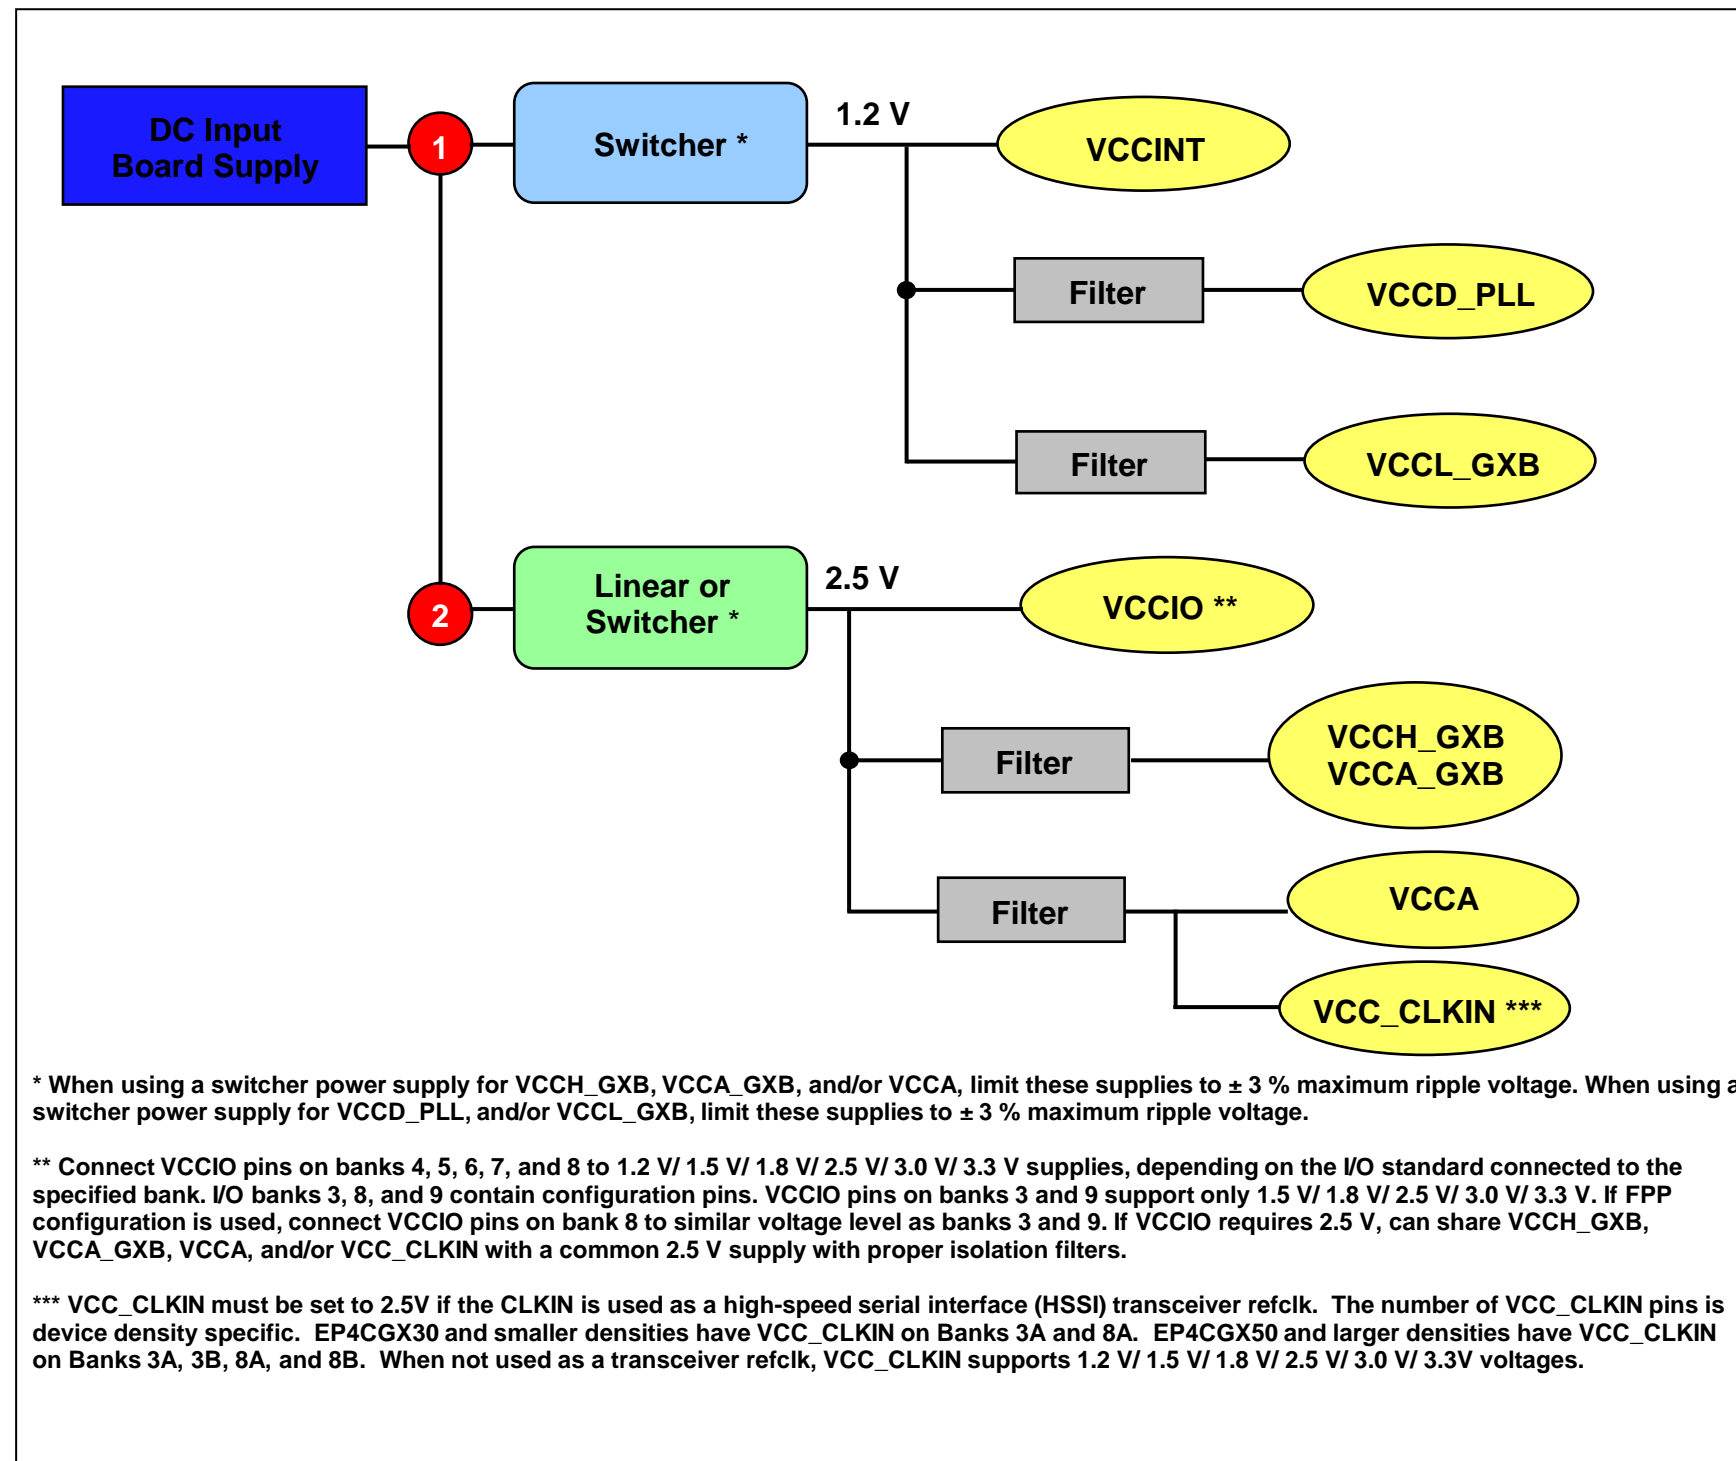 DC Input
Board Supply
1
Switcher *
1.2 V
VCCINT
Filter
VCCD_PLL
Filter
VCCL_GXB
2
Linear or
Switcher *
2.5 V
VCCIO **
Filter
VCCH_GXB
VCCA_GXB
Filter
VCCA
VCC_CLKIN ***
* When using a switcher power supply for VCCH_GXB, VCCA_GXB, and/or VCCA, limit these supplies to ± 3 % maximum ripple voltage. When using a
switcher power supply for VCCD_PLL, and/or VCCL_GXB, limit these supplies to ± 3 % maximum ripple voltage.
** Connect VCCIO pins on banks 4, 5, 6, 7, and 8 to 1.2 V/ 1.5 V/ 1.8 V/ 2.5 V/ 3.0 V/ 3.3 V supplies, depending on the I/O standard connected to the
specified bank. I/O banks 3, 8, and 9 contain configuration pins. VCCIO pins on banks 3 and 9 support only 1.5 V/ 1.8 V/ 2.5 V/ 3.0 V/ 3.3 V. If FPP
configuration is used, connect VCCIO pins on bank 8 to similar voltage level as banks 3 and 9. If VCCIO requires 2.5 V, can share VCCH_GXB,
VCCA_GXB, VCCA, and/or VCC_CLKIN with a common 2.5 V supply with proper isolation filters.
*** VCC_CLKIN must be set to 2.5V if the CLKIN is used as a high-speed serial interface (HSSI) transceiver refclk. The number of VCC_CLKIN pins is
device density specific. EP4CGX30 and smaller densities have VCC_CLKIN on Banks 3A and 8A. EP4CGX50 and larger densities have VCC_CLKIN
on Banks 3A, 3B, 8A, and 8B. When not used as a transceiver refclk, VCC_CLKIN supports 1.2 V/ 1.5 V/ 1.8 V/ 2.5 V/ 3.0 V/ 3.3V voltages.